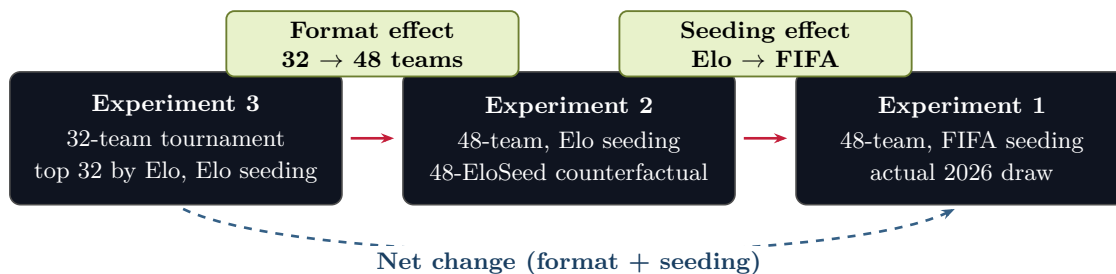 Format effect
32 → 48 teams
Seeding effect
Elo → FIFA
Experiment 3
32-team tournament
top 32 by Elo, Elo seeding
Experiment 2
48-team, Elo seeding
48-EloSeed counterfactual
Experiment 1
48-team, FIFA seeding
actual 2026 draw
Net change (format + seeding)